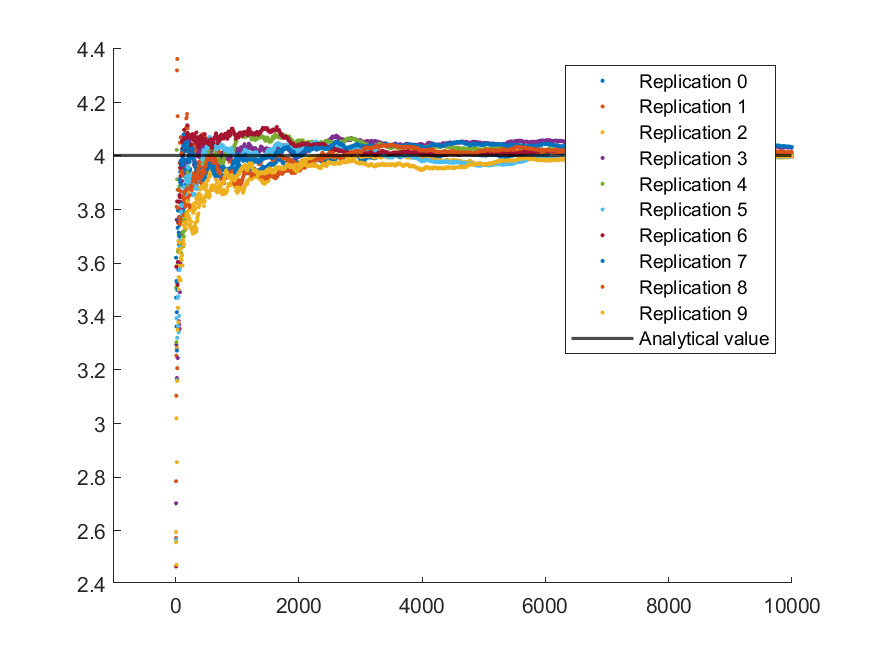 4.4
4.2
4
3.8
3.6
3.4
3.2
3
2.8
2.6
2.4
0
2000
4000
6000
8000
10000
Replication 0
Replication 1
Replication 2
Replication 3
Replication 4
Replication 5
Replication 6
Replication 7
Replication 8
Replication 9
Analytical value